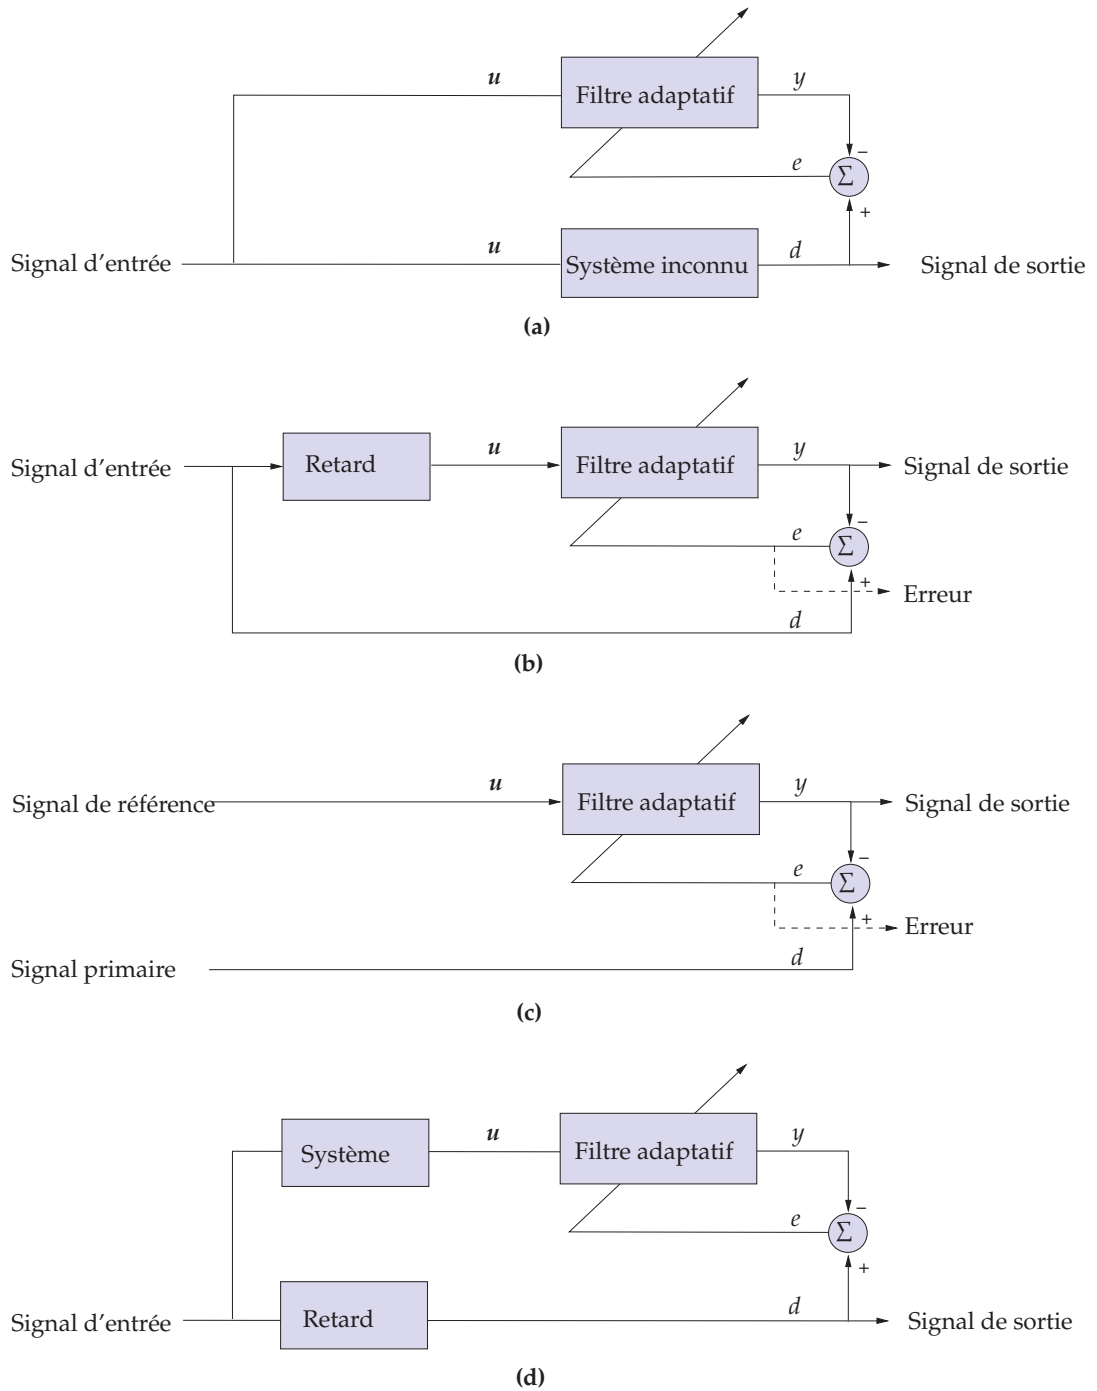 u
Filtre adaptatif
y
−
e
Σ
+
Signal d'entrée
u
Système inconnu
d
Signal de sortie
(a)
Signal d'entrée
Retard
u
Filtre adaptatif
y
Signal de sortie
−
e
Σ
+
Erreur
d
(b)
Signal de référence
u
Filtre adaptatif
y
Signal de sortie
−
e
Σ
+
Erreur
Signal primaire
d
(c)
Système
u
Filtre adaptatif
y
−
e
Σ
+
Signal d'entrée
Retard
d
Signal de sortie
(d)